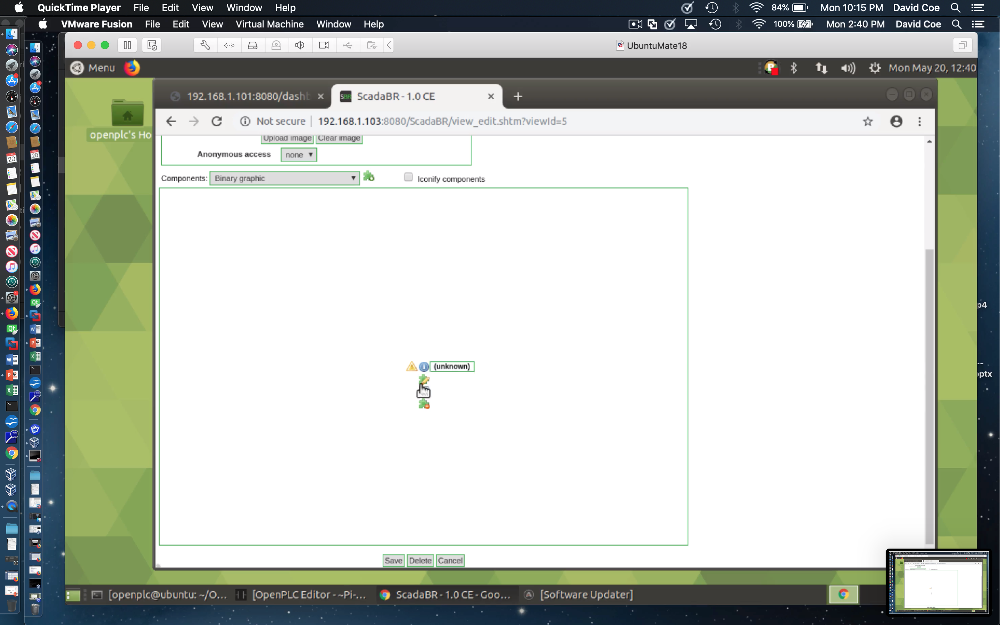 QuickTime Player File Edit View Window Help 84% Mon 10:15 PM David Coe
VMware Fusion File Edit View Virtual Machine Window Help 100% Mon 2:40 PM David Coe
UbuntuMate18
Menu Mon May 20, 12:40
192.168.1.101:8080/dashb ScadaBR - 1.0 CE
Not secure 192.168.1.103:8080/ScadaBR/view_edit.shtm?viewId=5
openplc's Ho
Upload image Clear image
Anonymous access none
Components: Binary graphic Iconify components
(unknown)
p4
pptx
Save Delete Cancel
[openplc@ubuntu: ~/O... [OpenPLC Editor - ~Pi-... ScadaBR - 1.0 CE - Goo... [Software Updater]